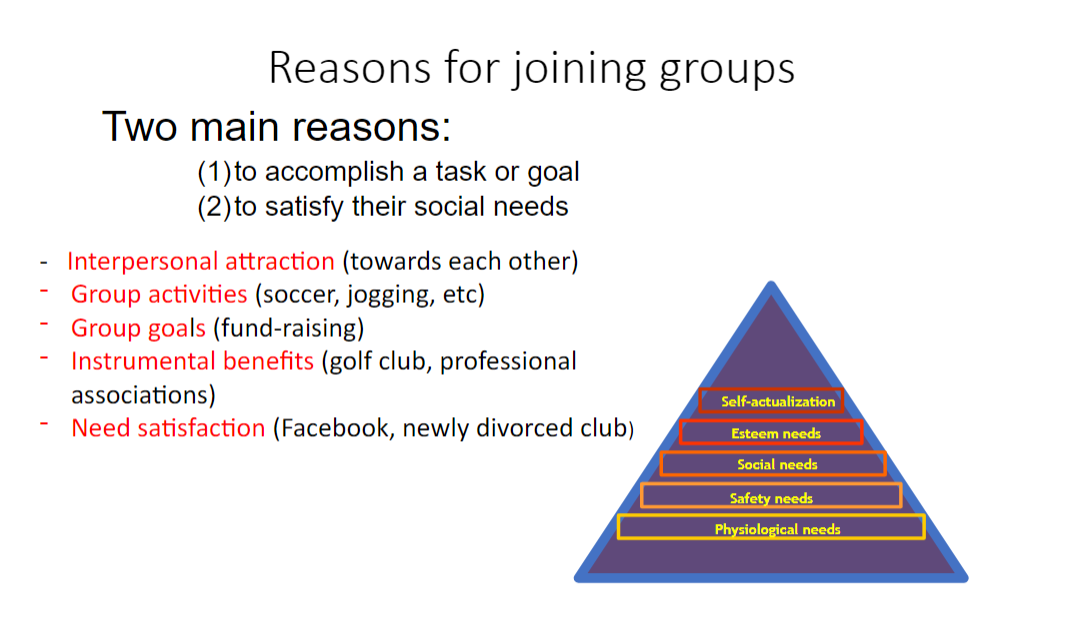 Reasons for joining groups
Two main reasons:
(1)to accomplish a task or goal
(2)to satisfy their social needs
- Interpersonal attraction (towards each other)
- Group activities (soccer, jogging, etc)
- Group goals (fund-raising)
- Instrumental benefits (golf club, professional
associations)
- Need satisfaction (Facebook, newly divorced club)
Self-actualization
Esteem needs
Social needs
Safety needs
Physiological needs